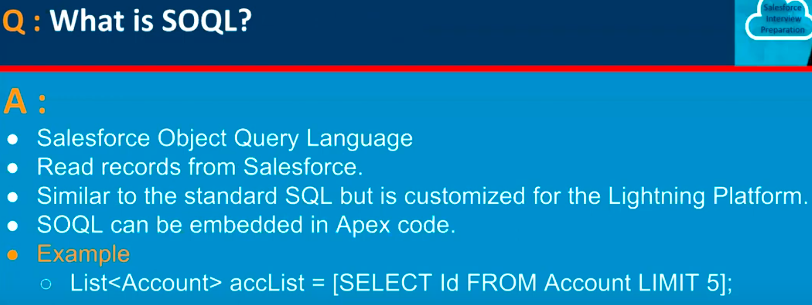 Q : What is SOQL?
Salesforce
Interview
Preparation
A :
● Salesforce Object Query Language
● Read records from Salesforce.
● Similar to the standard SQL but is customized for the Lightning Platform.
● SOQL can be embedded in Apex code.
● Example
○ List<Account> accList = [SELECT Id FROM Account LIMIT 5];